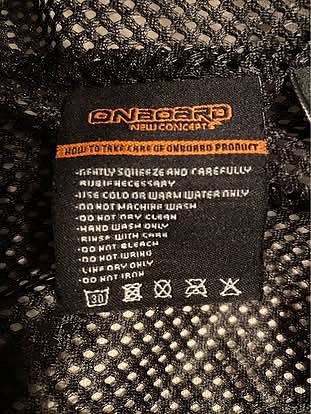 ONBOARD
NEW CONCEPTS
HOW TO TAKE CARE OF ONBOARD PRODUCT
-GENTLY SQUEEZE AND CAREFULLY
RUB IF NECESSARY
-USE COLD OR WARM WATER ONLY
-DO NOT MACHINE WASH
-DO NOT DRY CLEAN
-HAND WASH ONLY
-RINSE WITH CARE
-DO NOT BLEACH
-DO NOT WRING
-LINE DRY ONLY
-DO NOT IRON
30